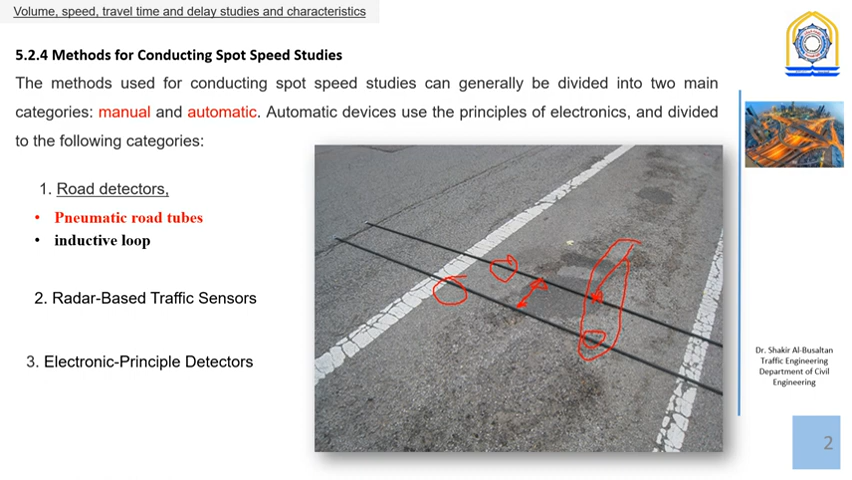 Volume, speed, travel time and delay studies and characteristics
5.2.4 Methods for Conducting Spot Speed Studies
The methods used for conducting spot speed studies can generally be divided into two main
categories: manual and automatic. Automatic devices use the principles of electronics, and divided
to the following categories:
1. Road detectors,
• Pneumatic road tubes
• inductive loop
2. Radar-Based Traffic Sensors
3. Electronic-Principle Detectors
Dr. Shakir Al-Busaltan
Traffic Engineering
Department of Civil
Engineering
2